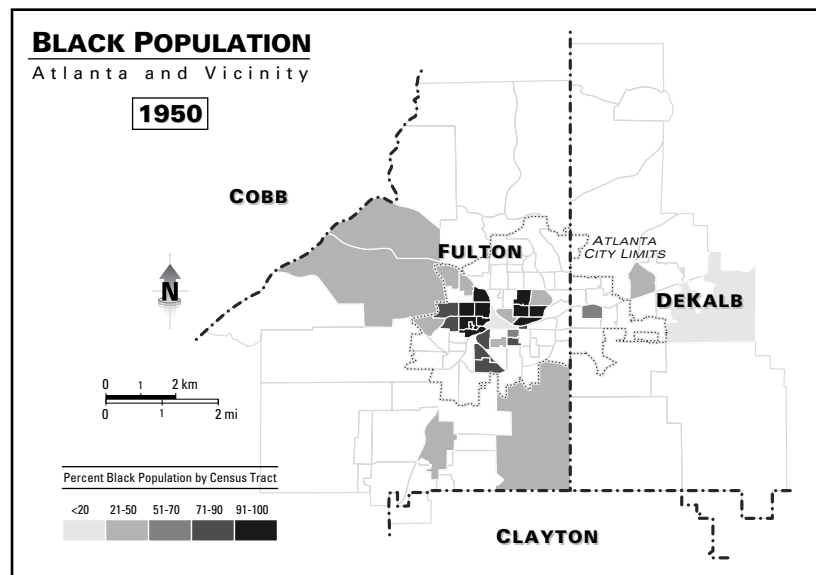 BLACK POPULATION
Atlanta and Vicinity
1950
COBB
FULTON
ATLANTA
CITY LIMITS
DEKALB
N
0 1 2 km
0 1 2 mi
Percent Black Population by Census Tract
<20 21-50 51-70 71-90 91-100
CLAYTON